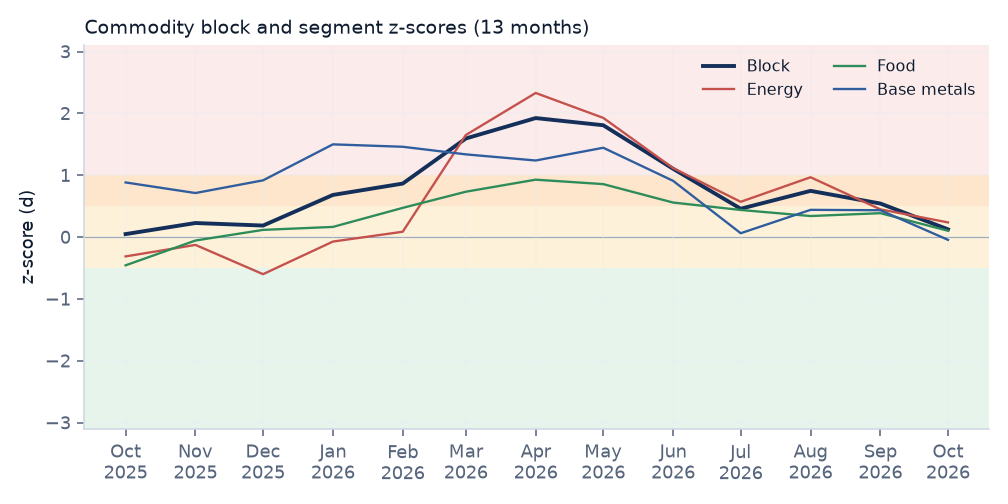 Commodity block and segment z-scores (13 months)
Block
Energy
Food
Base metals
z-score (d)
3
2
1
0
−1
−2
−3
Oct 2025
Nov 2025
Dec 2025
Jan 2026
Feb 2026
Mar 2026
Apr 2026
May 2026
Jun 2026
Jul 2026
Aug 2026
Sep 2026
Oct 2026